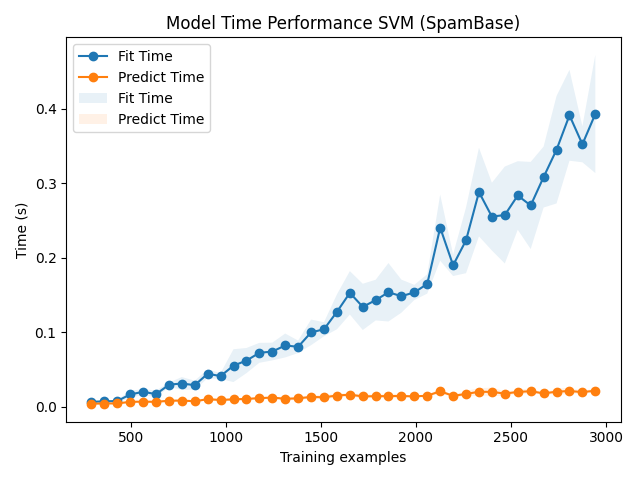 Model Time Performance SVM (SpamBase)
Fit Time
Predict Time
Fit Time
Predict Time
Time (s)
0.4
0.3
0.2
0.1
0.0
500
1000
1500
2000
2500
3000
Training examples